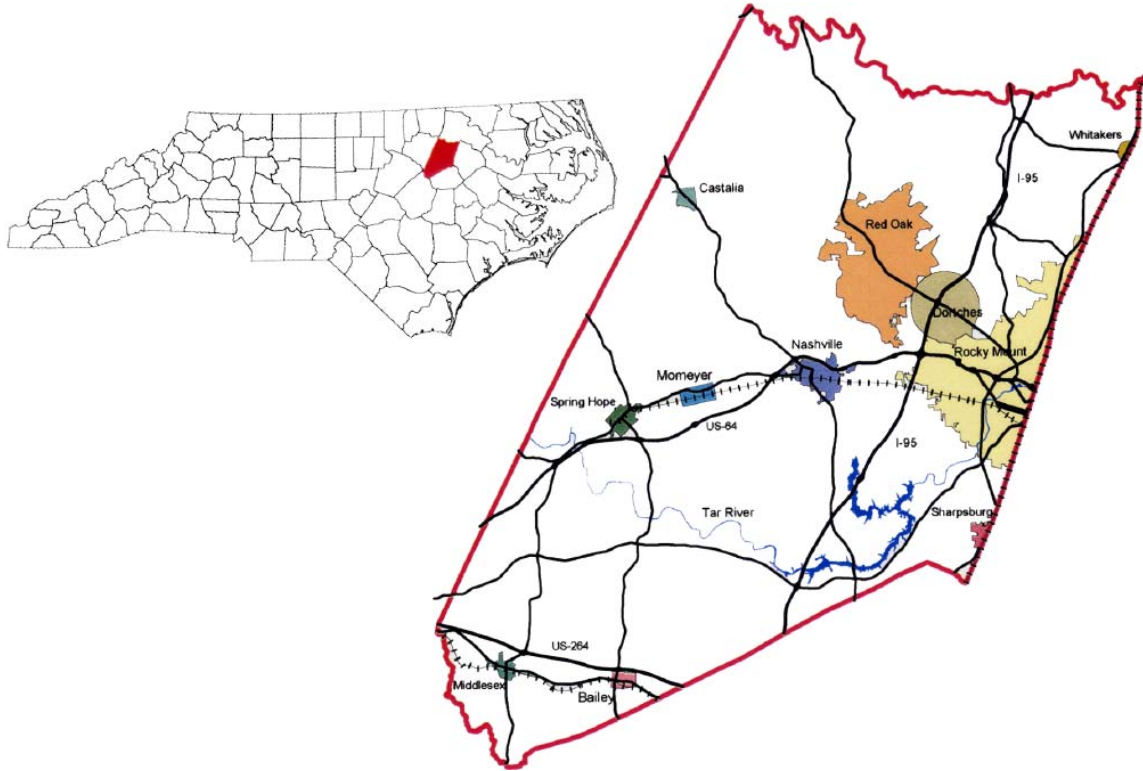 Whitakers
I-95
Castalia
Red Oak
Dortches
Nashville
Rocky Mount
Momeyer
Spring Hope
US-64
I-95
Tar River
Sharpsburg
US-264
Middlesex
Bailey